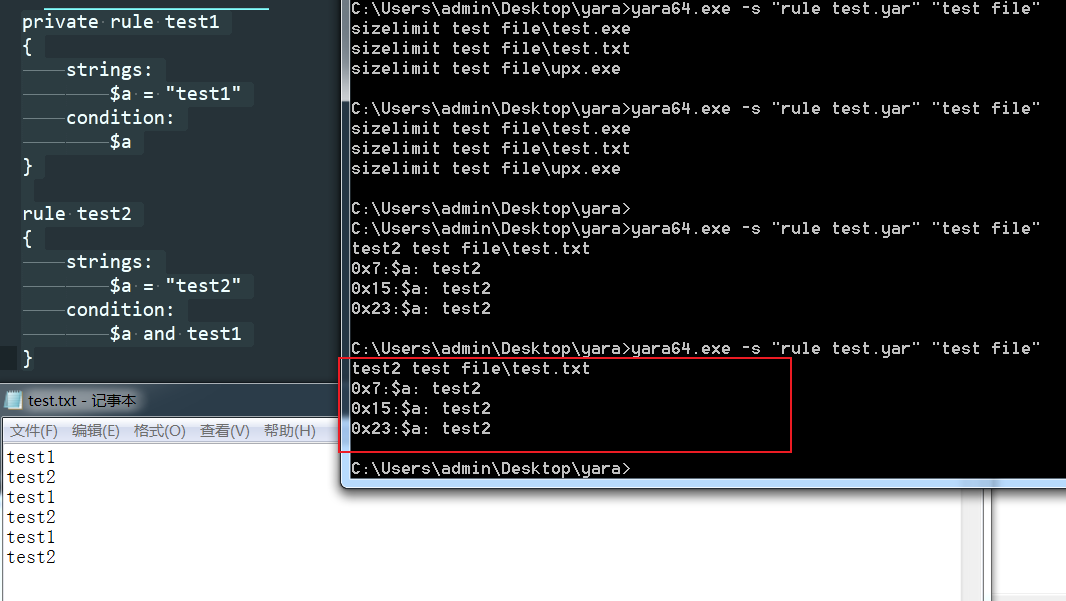 private rule test1
{
strings:
$a = "test1"
condition:
$a
}
rule test2
{
strings:
$a = "test2"
condition:
$a and test1
}
C:\Users\admin\Desktop\yara>yara64.exe -s "rule test.yar" "test file"
sizelimit test file\test.exe
sizelimit test file\test.txt
sizelimit test file\upx.exe
C:\Users\admin\Desktop\yara>yara64.exe -s "rule test.yar" "test file"
sizelimit test file\test.exe
sizelimit test file\test.txt
sizelimit test file\upx.exe
C:\Users\admin\Desktop\yara>
C:\Users\admin\Desktop\yara>yara64.exe -s "rule test.yar" "test file"
test2 test file\test.txt
0x7:$a: test2
0x15:$a: test2
0x23:$a: test2
C:\Users\admin\Desktop\yara>yara64.exe -s "rule test.yar" "test file"
test2 test file\test.txt
0x7:$a: test2
0x15:$a: test2
0x23:$a: test2
C:\Users\admin\Desktop\yara>
test.txt - 记事本
文件(F) 编辑(E) 格式(O) 查看(V) 帮助(H)
test1
test2
test1
test2
test1
test2